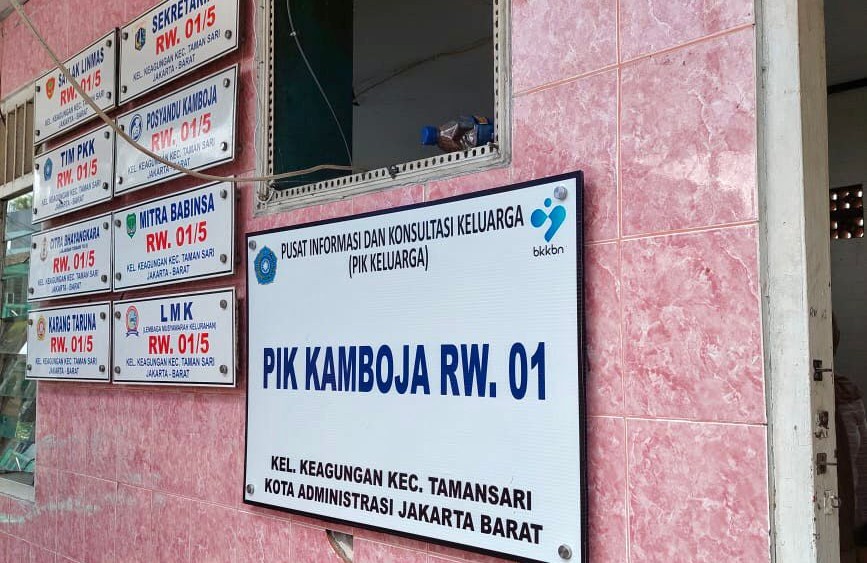 SEKRETARIAT
RW. 01/5
KEL. KEAGUNGAN KEC. TAMAN SARI
JAKARTA - BARAT
SATLAK LINMAS
RW. 01/5
KEL. KEAGUNGAN KEC. TAMAN SARI
JAKARTA - BARAT
POSYANDU KAMBOJA
RW. 01/5
KEL. KEAGUNGAN KEC. TAMAN SARI
JAKARTA - BARAT
TIM PKK
RW. 01/5
KEL. KEAGUNGAN KEC. TAMAN SARI
JAKARTA - BARAT
MITRA BABINSA
RW. 01/5
KEL. KEAGUNGAN KEC. TAMAN SARI
JAKARTA - BARAT
CITRA BHAYANGKARA
RW. 01/5
KEL. KEAGUNGAN KEC. TAMAN SARI
JAKARTA - BARAT
LMK
(LEMBAGA MUSYAWARAH KELURAHAN)
RW. 01/5
KEL. KEAGUNGAN KEC. TAMAN SARI
JAKARTA - BARAT
KARANG TARUNA
RW. 01/5
KEL. KEAGUNGAN KEC. TAMAN SARI
JAKARTA - BARAT
PUSAT INFORMASI DAN KONSULTASI KELUARGA
(PIK KELUARGA)
bkkbn
PIK KAMBOJA RW. 01
KEL. KEAGUNGAN KEC. TAMANSARI
KOTA ADMINISTRASI JAKARTA BARAT